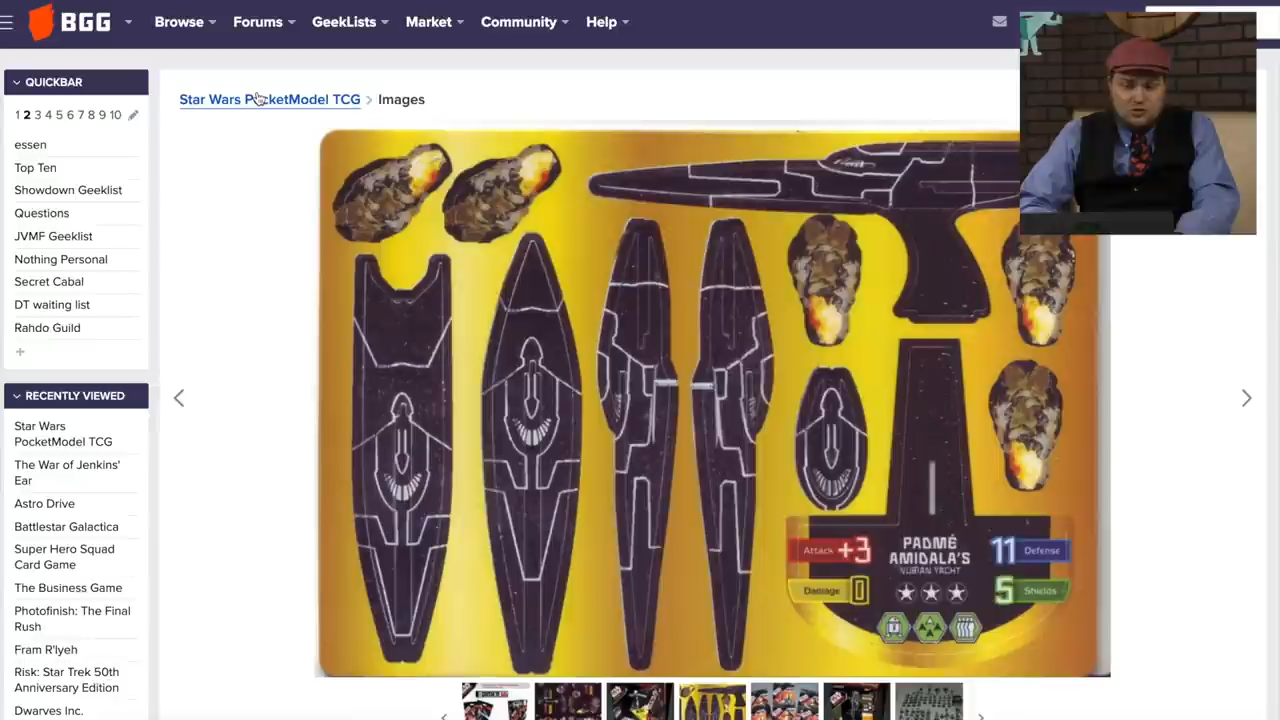 BGG
Browse
Forums
GeekLists
Market
Community
Help
QUICKBAR
1 2 3 4 5 6 7 8 9 10
essen
Top Ten
Showdown Geeklist
Questions
JVMF Geeklist
Nothing Personal
Secret Cabal
DT waiting list
Rahdo Guild
+
RECENTLY VIEWED
Star Wars
PocketModel TCG
The War of Jenkins'
Ear
Astro Drive
Battlestar Galactica
Super Hero Squad
Card Game
The Business Game
Photofinish: The Final
Rush
Fram R'lyeh
Risk: Star Trek 50th
Anniversary Edition
Dwarves Inc.
Star Wars PocketModel TCG > Images
Attack +3
Damage 0
PADMÉ
AMIDALA'S
NUBIAN YACHT
11 Defense
5 Shields